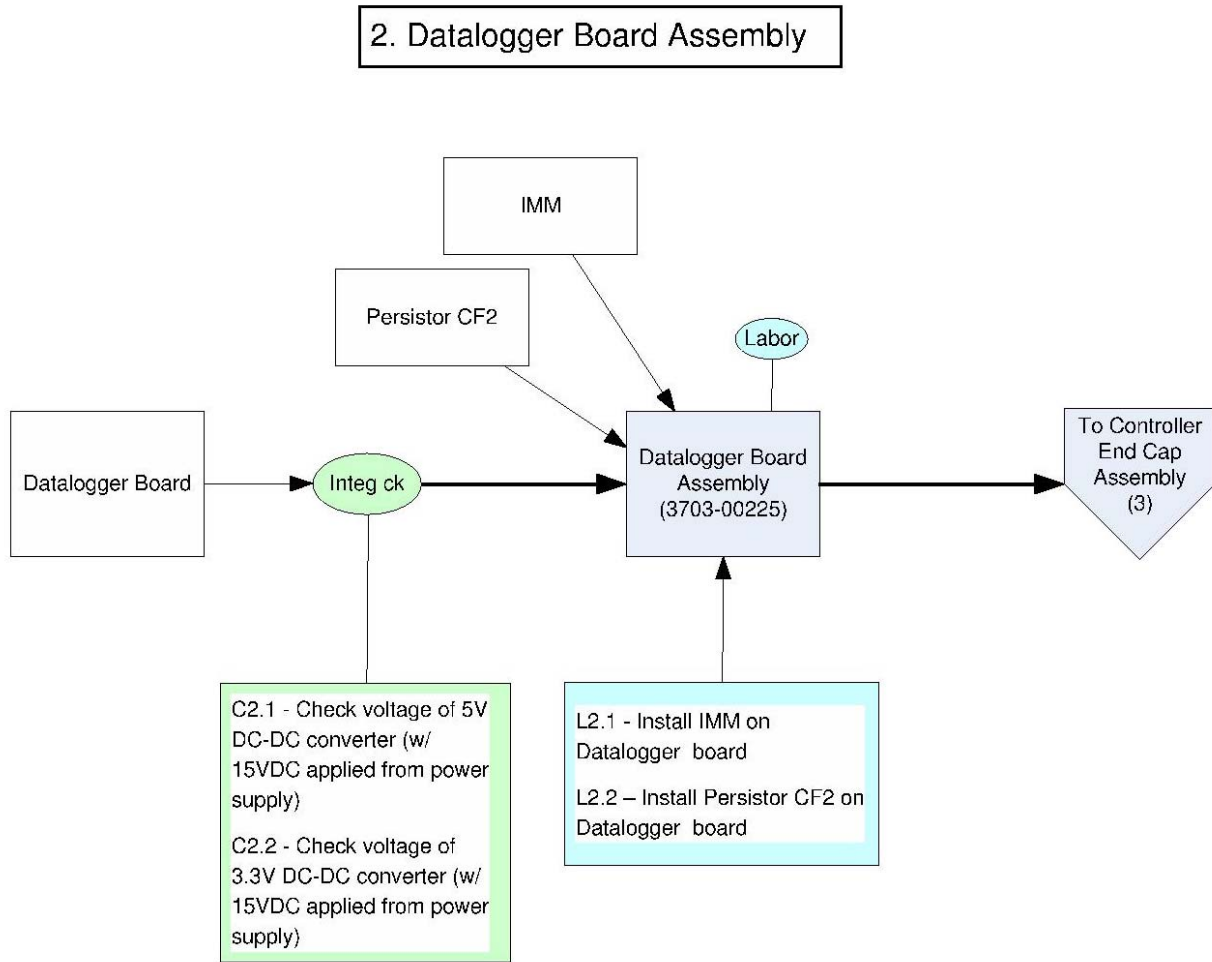 2. Datalogger Board Assembly
IMM
Persistor CF2
Labor
Datalogger Board
Integ ck
Datalogger Board
Assembly
(3703-00225)
To Controller
End Cap
Assembly
(3)
C2.1 - Check voltage of 5V
DC-DC converter (w/
15VDC applied from power
supply)
C2.2 - Check voltage of
3.3V DC-DC converter (w/
15VDC applied from power
supply)
L2.1 - Install IMM on
Datalogger board
L2.2 – Install Persistor CF2 on
Datalogger board